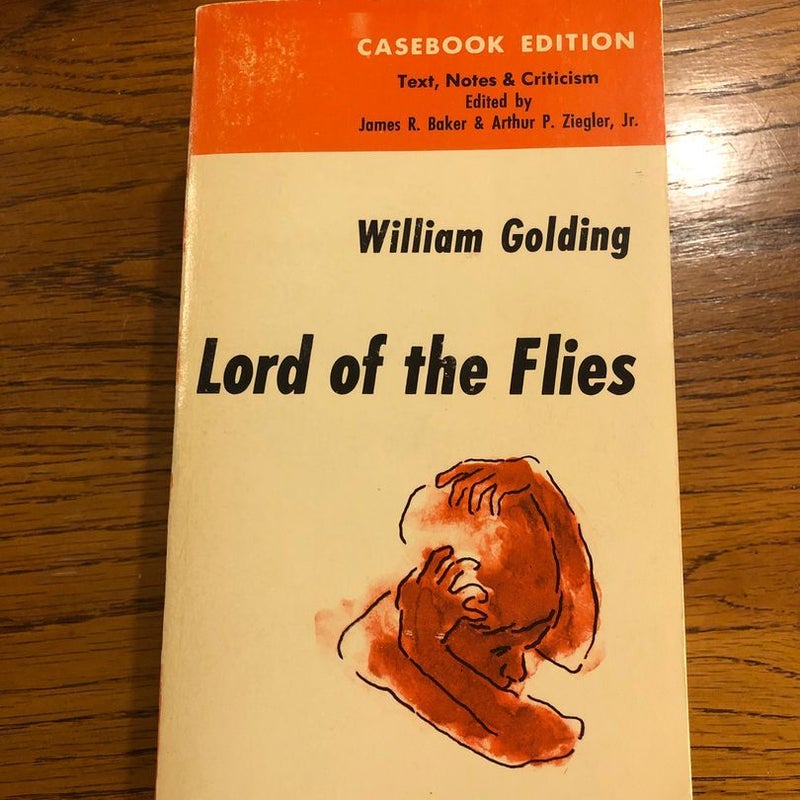 CASEBOOK EDITION
Text, Notes & Criticism
Edited by
James R. Baker & Arthur P. Ziegler, Jr.
William Golding
Lord of the Flies